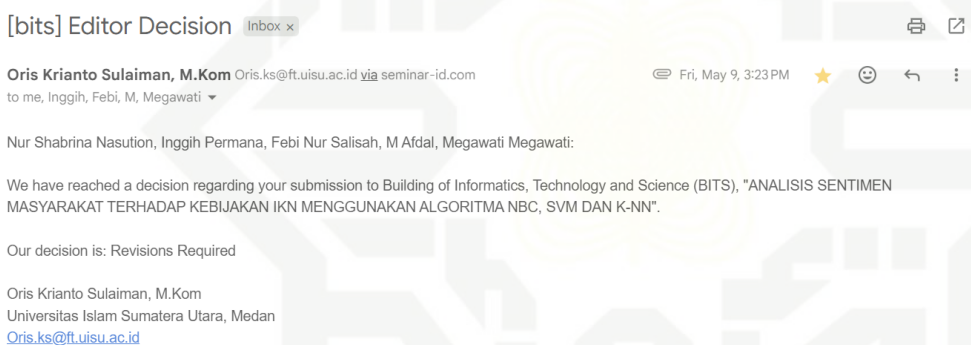 [bits] Editor Decision Inbox ×
Oris Krianto Sulaiman, M.Kom Oris.ks@ft.uisu.ac.id via seminar-id.com Fri, May 9, 3:23 PM
to me, Inggih, Febi, M, Megawati
Nur Shabrina Nasution, Inggih Permana, Febi Nur Salisah, M Afdal, Megawati Megawati:
We have reached a decision regarding your submission to Building of Informatics, Technology and Science (BITS), "ANALISIS SENTIMEN
MASYARAKAT TERHADAP KEBIJAKAN IKN MENGGUNAKAN ALGORITMA NBC, SVM DAN K-NN".
Our decision is: Revisions Required
Oris Krianto Sulaiman, M.Kom
Universitas Islam Sumatera Utara, Medan
Oris.ks@ft.uisu.ac.id